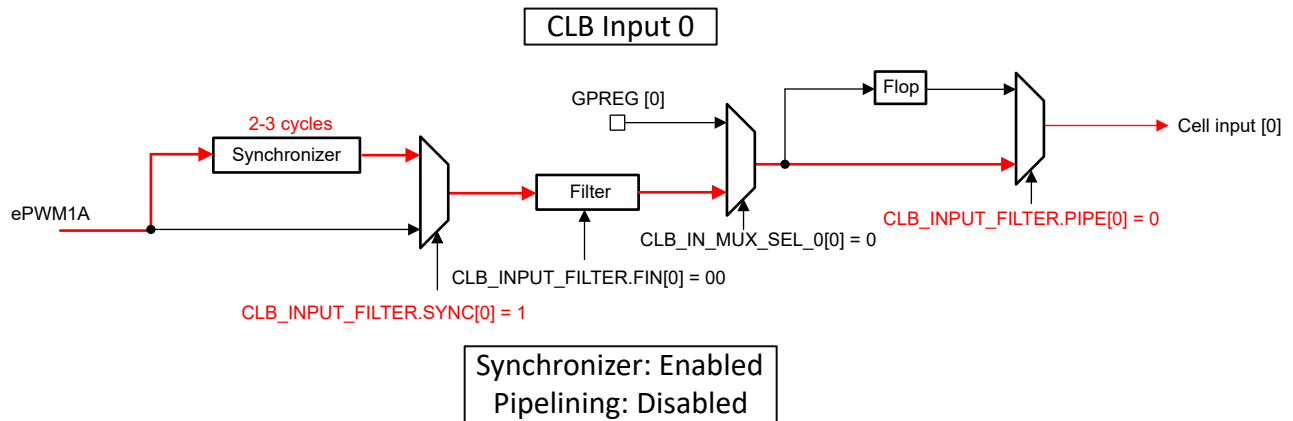 CLB Input 0
GPREG [0]
Flop
Cell input [0]
2-3 cycles
Synchronizer
Filter
ePWM1A
CLB_INPUT_FILTER.PIPE[0] = 0
CLB_IN_MUX_SEL_0[0] = 0
CLB_INPUT_FILTER.FIN[0] = 00
CLB_INPUT_FILTER.SYNC[0] = 1
Synchronizer: Enabled
Pipelining: Disabled